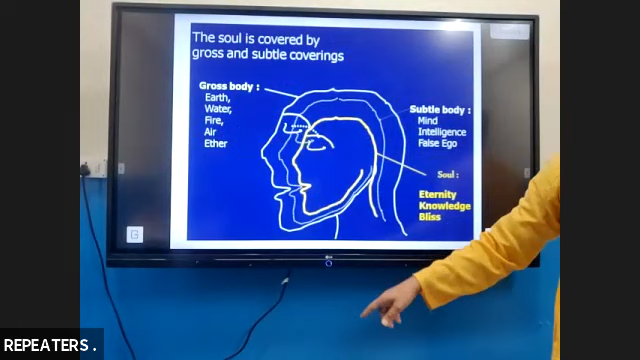 The soul is covered by
gross and subtle coverings
Gross body :
Earth,
Water,
Fire,
Air
Ether
Subtle body :
Mind
Intelligence
False Ego
Soul :
Eternity
Knowledge
Bliss
REPEATERS .